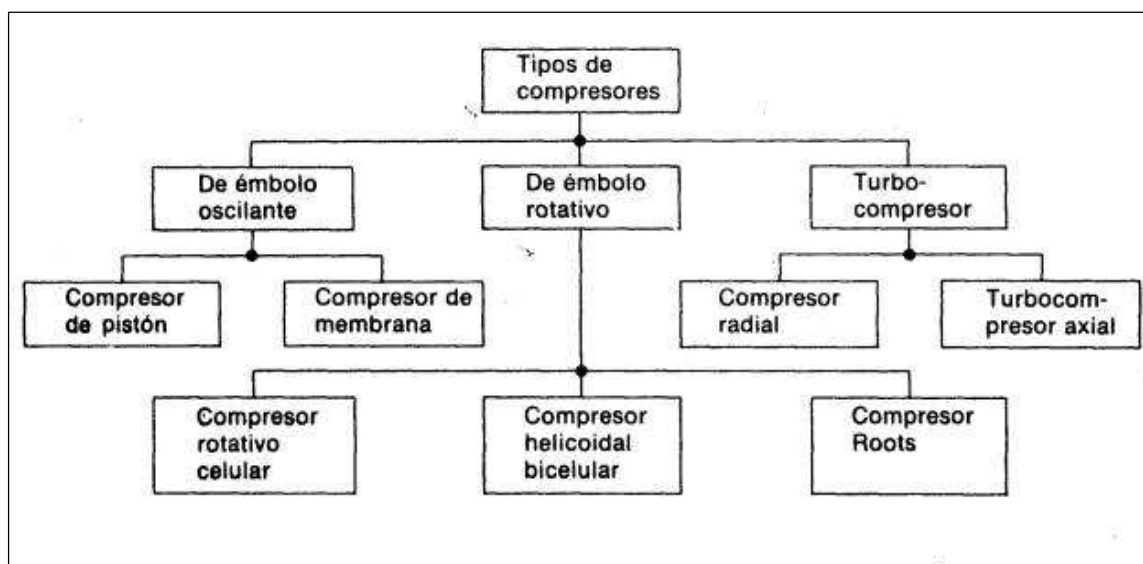 Tipos de
compresores
De émbolo
oscilante
De émbolo
rotativo
Turbo-
compresor
Compresor
de pistón
Compresor de
membrana
Compresor
radial
Turbocom-
presor axial
Compresor
rotativo
celular
Compresor
helicoidal
bicelular
Compresor
Roots